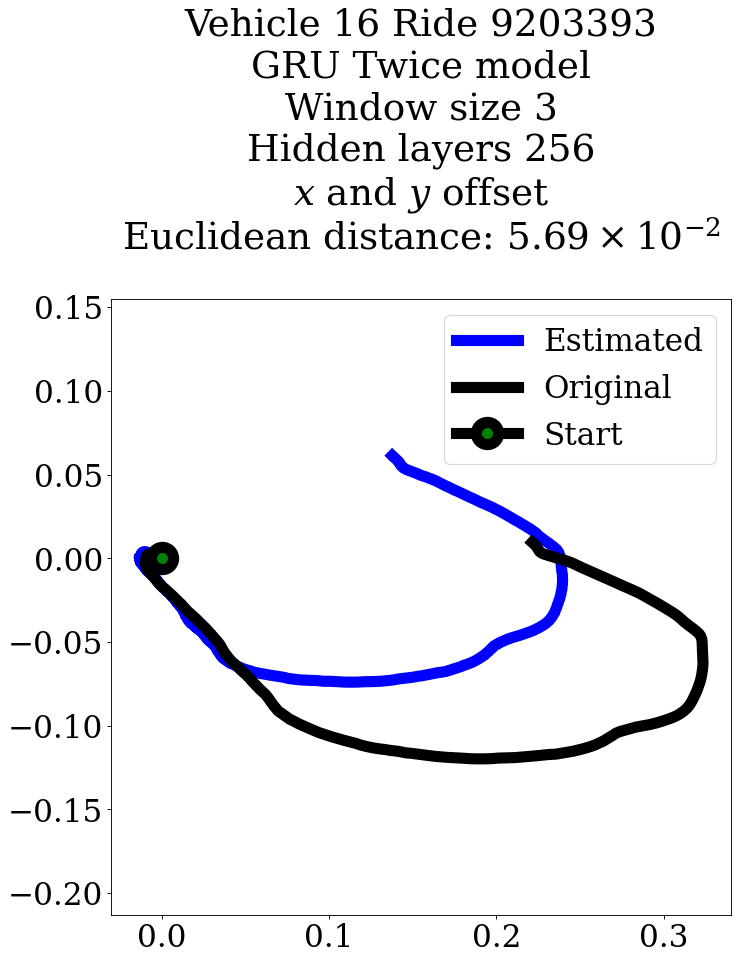 Vehicle 16 Ride 9203393
GRU Twice model
Window size 3
Hidden layers 256
x and y offset
Euclidean distance: 5.69 × 10⁻²
0.15
0.10
0.05
0.00
−0.05
−0.10
−0.15
−0.20
Estimated
Original
Start
0.0
0.1
0.2
0.3